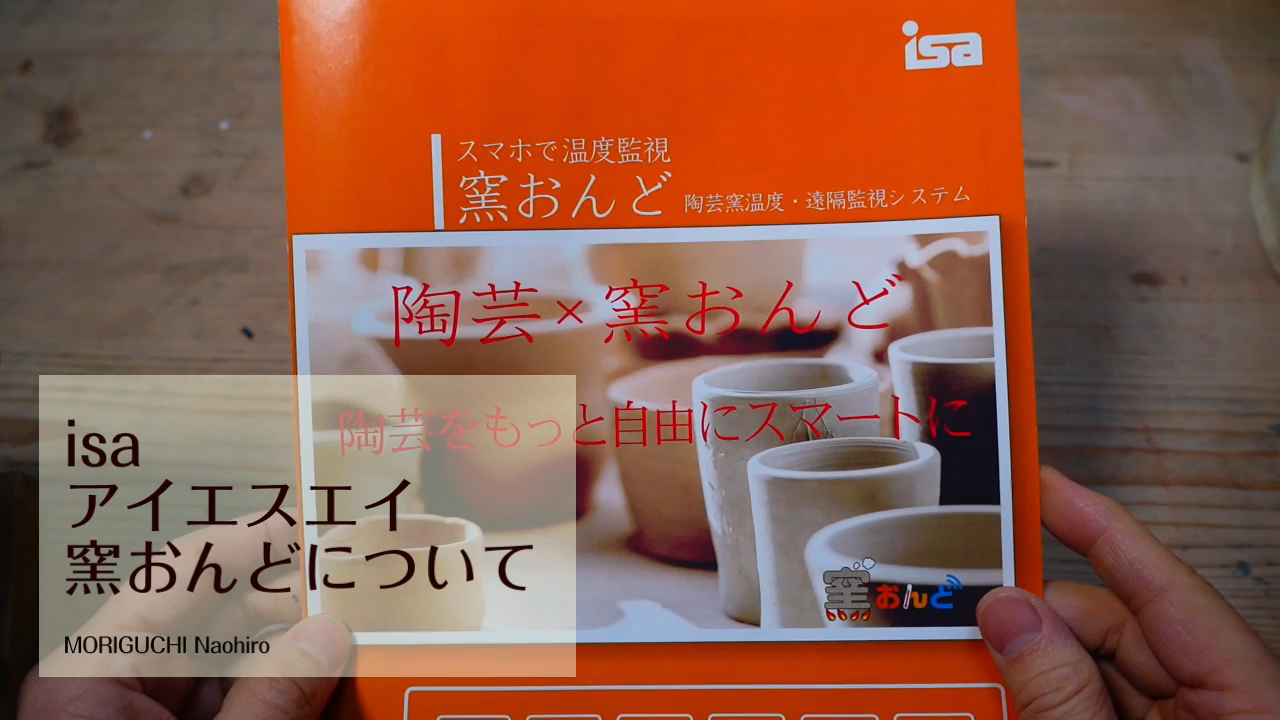 isa
スマホで温度監視
窯おんど 陶芸窯温度・遠隔監視システム
陶芸×窯おんど
陶芸をもっと自由にスマートに
窯おんど
isa
アイエスエイ
窯おんどについて
MORIGUCHI Naohiro